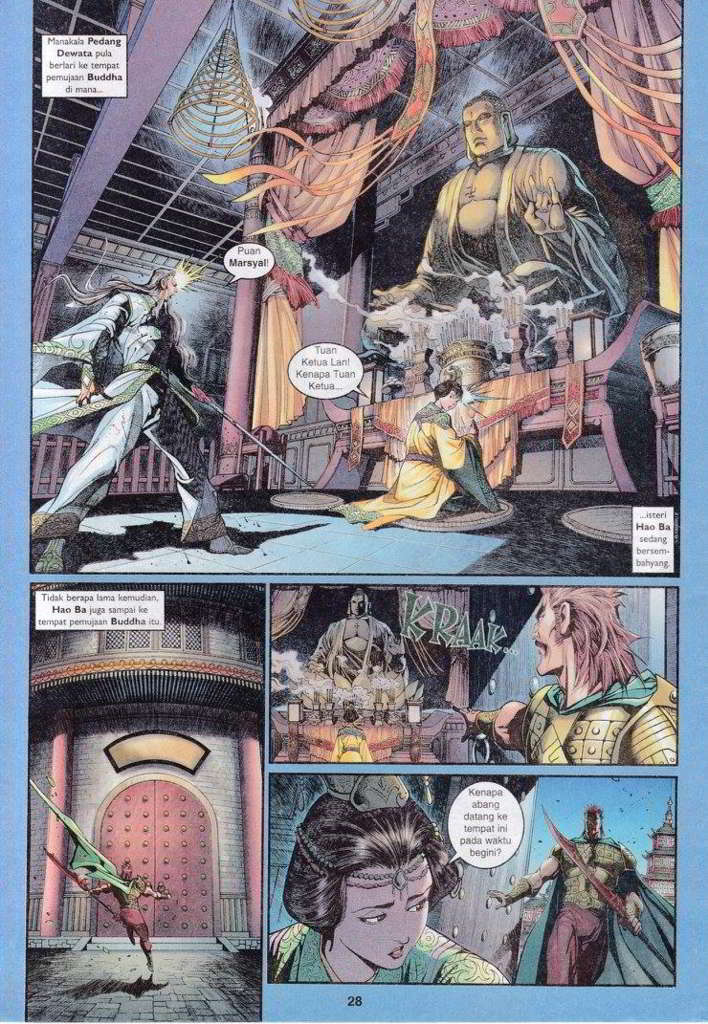 Manakala Pedang
Dewata pula
berlari ke tempat
pemujaan Buddha
di mana...
Puan
Marsyal!
Tuan
Ketua Lan!
Kenapa Tuan
Ketua...
...isteri
Hao Ba
sedang
bersem-
bahyang.
Tidak berapa lama kemudian,
Hao Ba juga sampai ke
tempat pemujaan Buddha itu.
KRAAK...
Kenapa
abang
datang ke
tempat ini
pada waktu
begini?
28